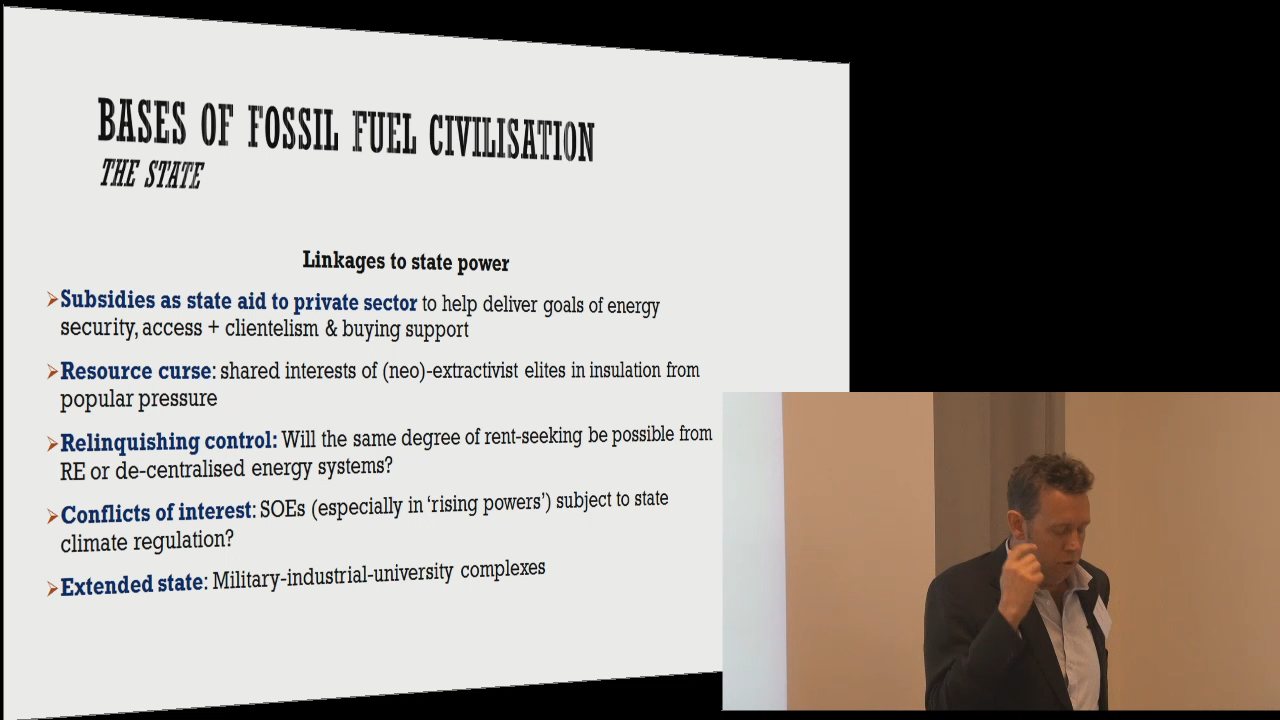 BASES OF FOSSIL FUEL CIVILISATION
THE STATE
Linkages to state power
➢Subsidies as state aid to private sector to help deliver goals of energy
security, access + clientelism & buying support
➢Resource curse: shared interests of (neo)-extractivist elites in insulation from
popular pressure
➢Relinquishing control: Will the same degree of rent-seeking be possible from
RE or de-centralised energy systems?
➢Conflicts of interest: SOEs (especially in ‘rising powers’) subject to state
climate regulation?
➢Extended state: Military-industrial-university complexes